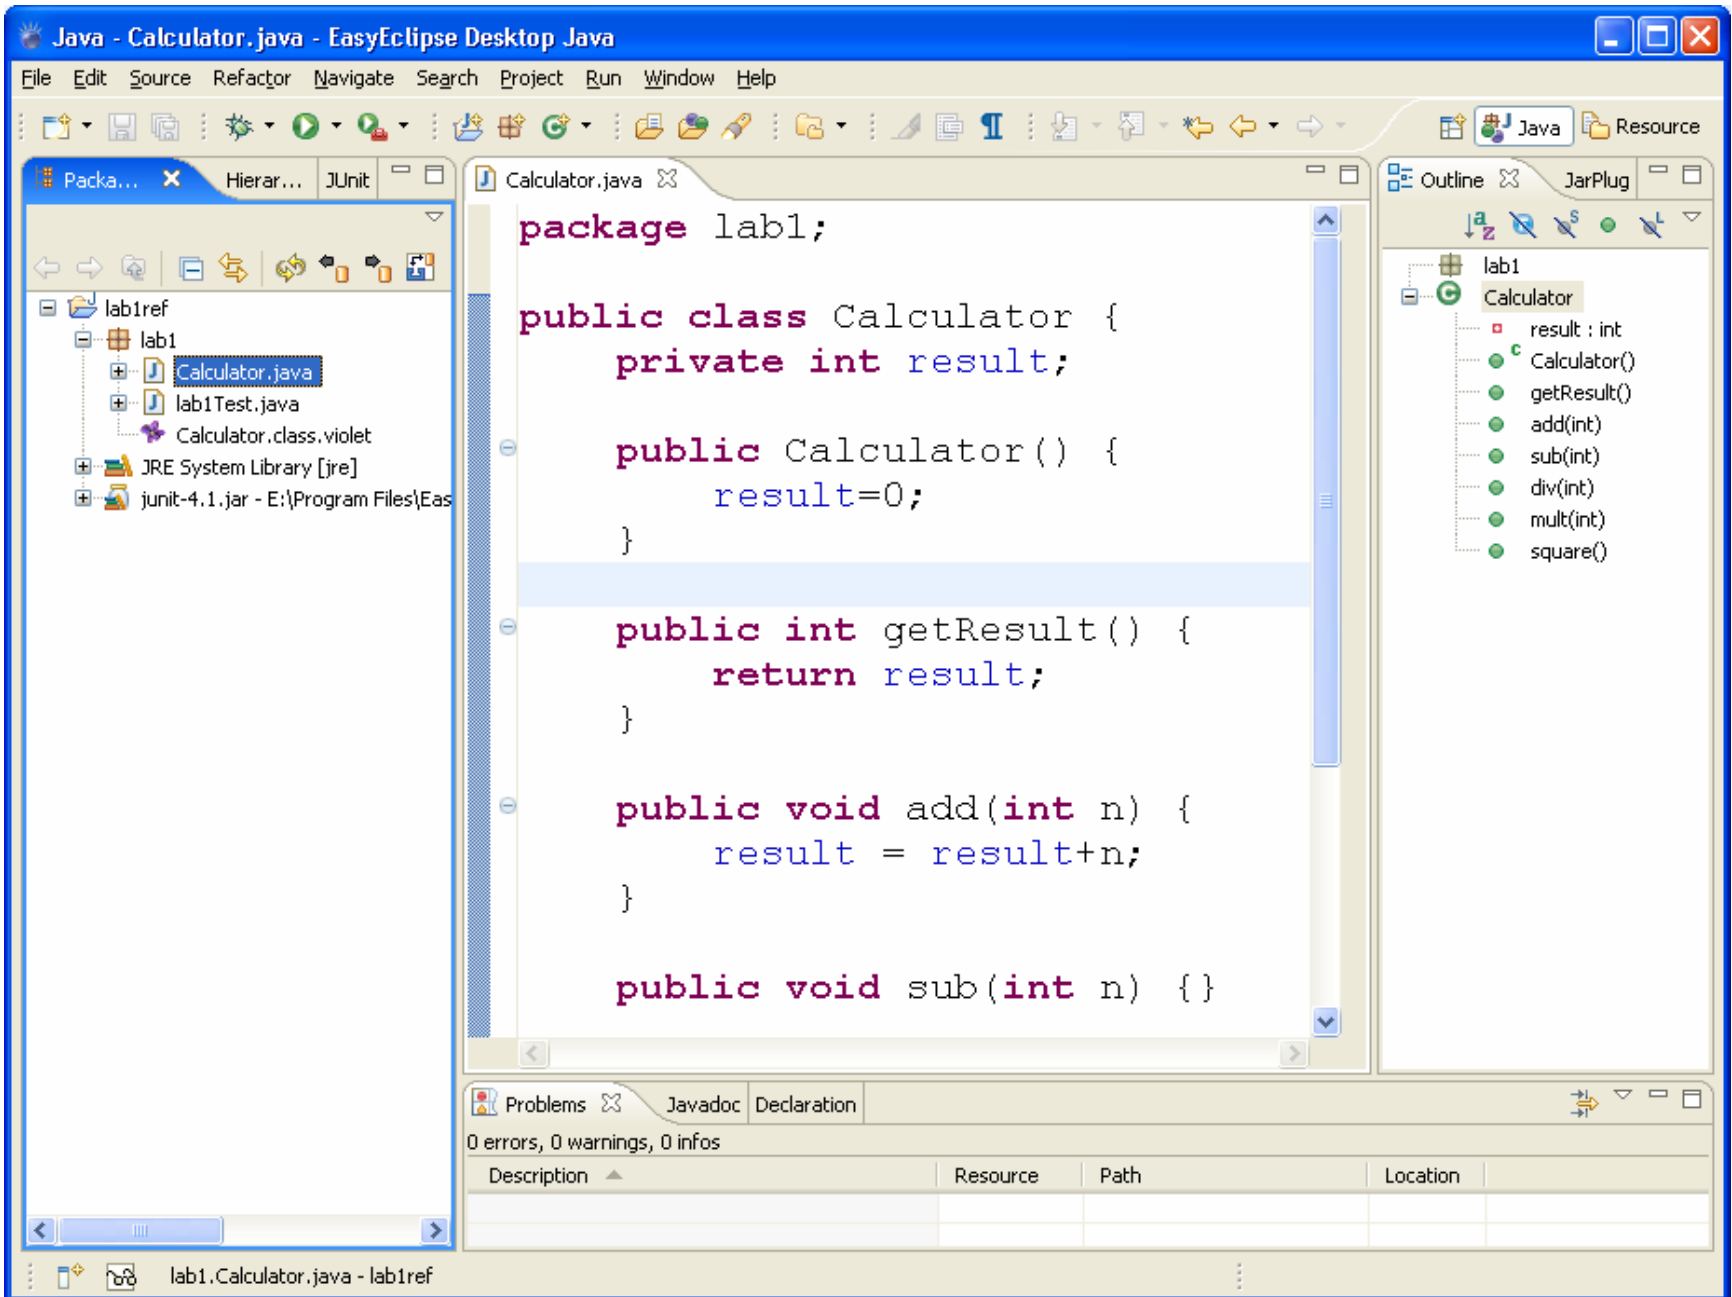 Java - Calculator.java - EasyEclipse Desktop Java
File Edit Source Refactor Navigate Search Project Run Window Help
Java Resource
Packa... Hierar... JUnit
lab1ref
lab1
Calculator.java
lab1Test.java
Calculator.class.violet
JRE System Library [jre]
junit-4.1.jar - E:\Program Files\Eas
Calculator.java
package lab1;
public class Calculator {
private int result;
public Calculator() {
result=0;
}
public int getResult() {
return result;
}
public void add(int n) {
result = result+n;
}
public void sub(int n) {}
Outline JarPlug
lab1
Calculator
result : int
Calculator()
getResult()
add(int)
sub(int)
div(int)
mult(int)
square()
Problems Javadoc Declaration
0 errors, 0 warnings, 0 infos
Description Resource Path Location
lab1.Calculator.java - lab1ref